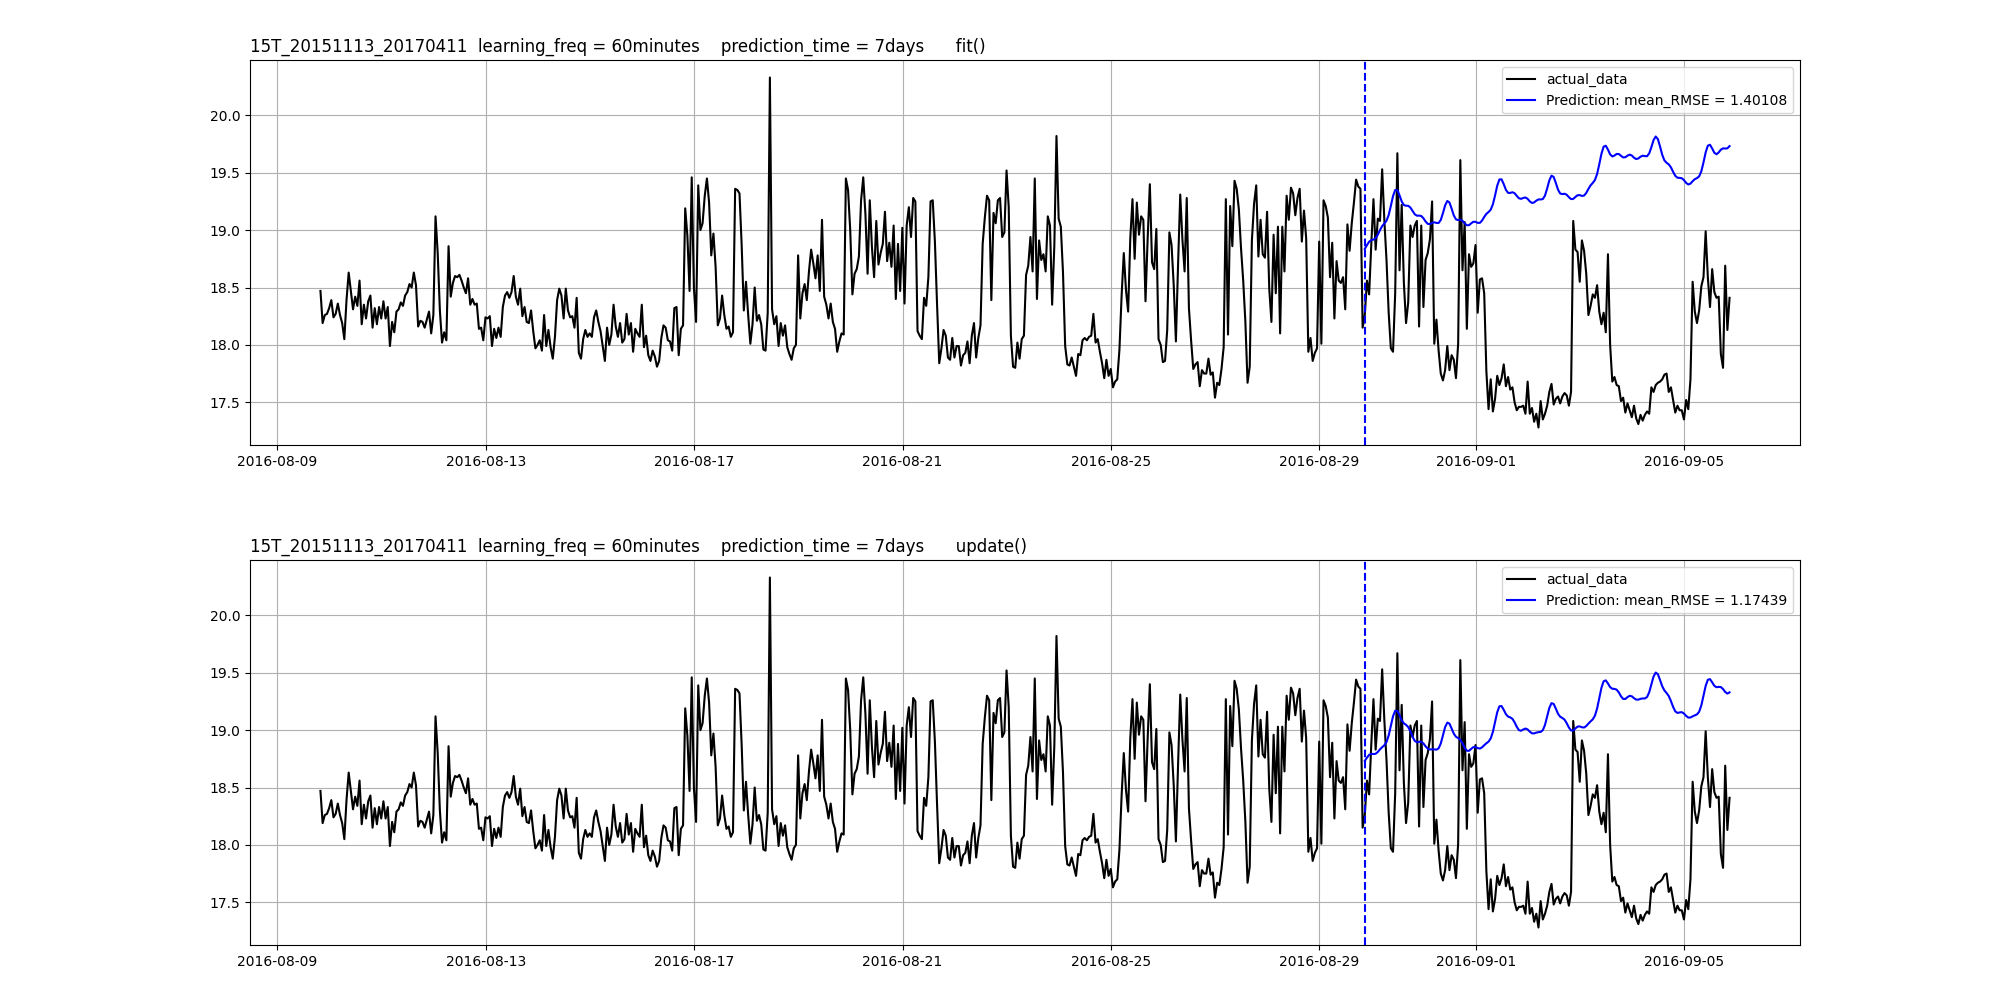 15T_20151113_20170411  learning_freq = 60minutes    prediction_time = 7days      fit()
actual_data
Prediction: mean_RMSE = 1.40108
20.0
19.5
19.0
18.5
18.0
17.5
2016-08-09 2016-08-13 2016-08-17 2016-08-21 2016-08-25 2016-08-29 2016-09-01 2016-09-05
15T_20151113_20170411  learning_freq = 60minutes    prediction_time = 7days      update()
actual_data
Prediction: mean_RMSE = 1.17439
20.0
19.5
19.0
18.5
18.0
17.5
2016-08-09 2016-08-13 2016-08-17 2016-08-21 2016-08-25 2016-08-29 2016-09-01 2016-09-05